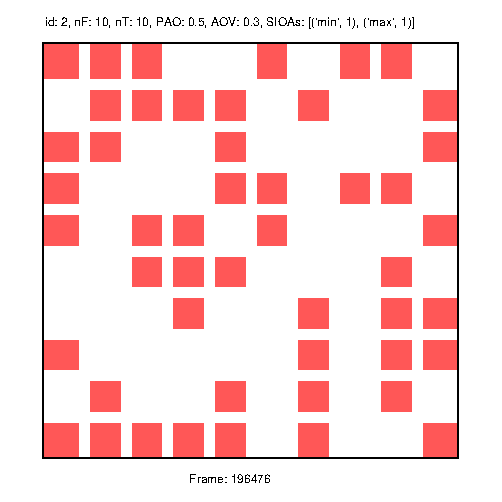 id: 2, nF: 10, nT: 10, PAO: 0.5, AOV: 0.3, SIOAs: [('min', 1), ('max', 1)]
Frame: 196476